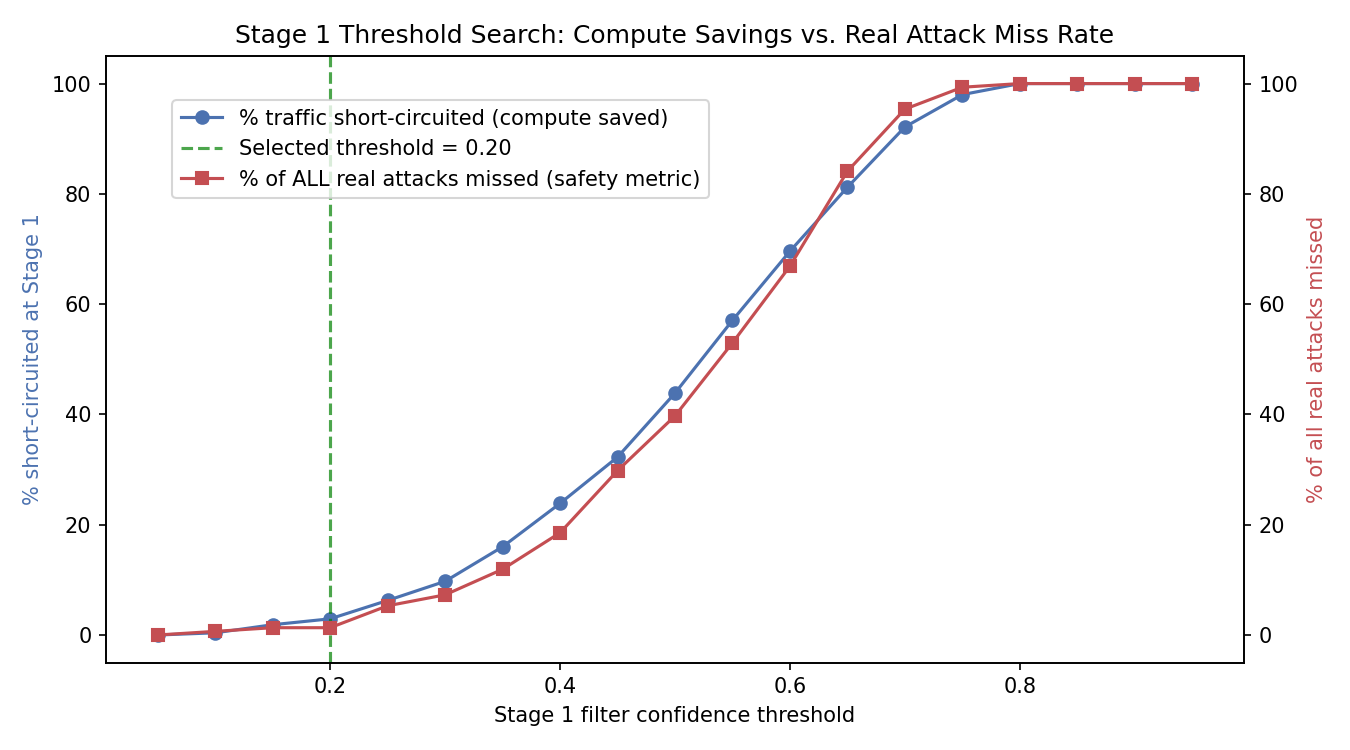 Stage 1 Threshold Search: Compute Savings vs. Real Attack Miss Rate
% traffic short-circuited (compute saved)
Selected threshold = 0.20
% of ALL real attacks missed (safety metric)
% short-circuited at Stage 1
100
80
60
40
20
0
100
80
60
40
20
0
% of all real attacks missed
0.2 0.4 0.6 0.8
Stage 1 filter confidence threshold